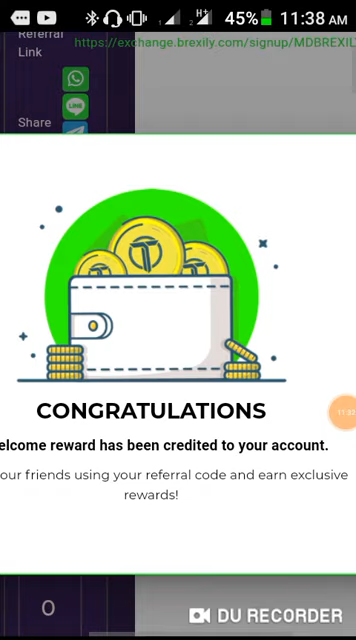 45% 11:38 AM
Referral
Link
https://exchange.brexily.com/signup/MDBREXIL
Share
CONGRATULATIONS
elcome reward has been credited to your account.
our friends using your referral code and earn exclusive
rewards!
0
DU RECORDER